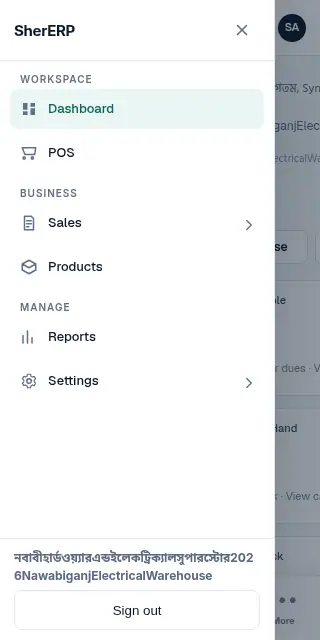 SherERP
SA
WORKSPACE
Dashboard
POS
BUSINESS
Sales
Products
MANAGE
Reports
Settings
নবাবীহার্ডওয়্যারএন্ডইলেকট্রিক্যালসুপারস্টোর202
6NawabiganjElectricalWarehouse
Sign out
More